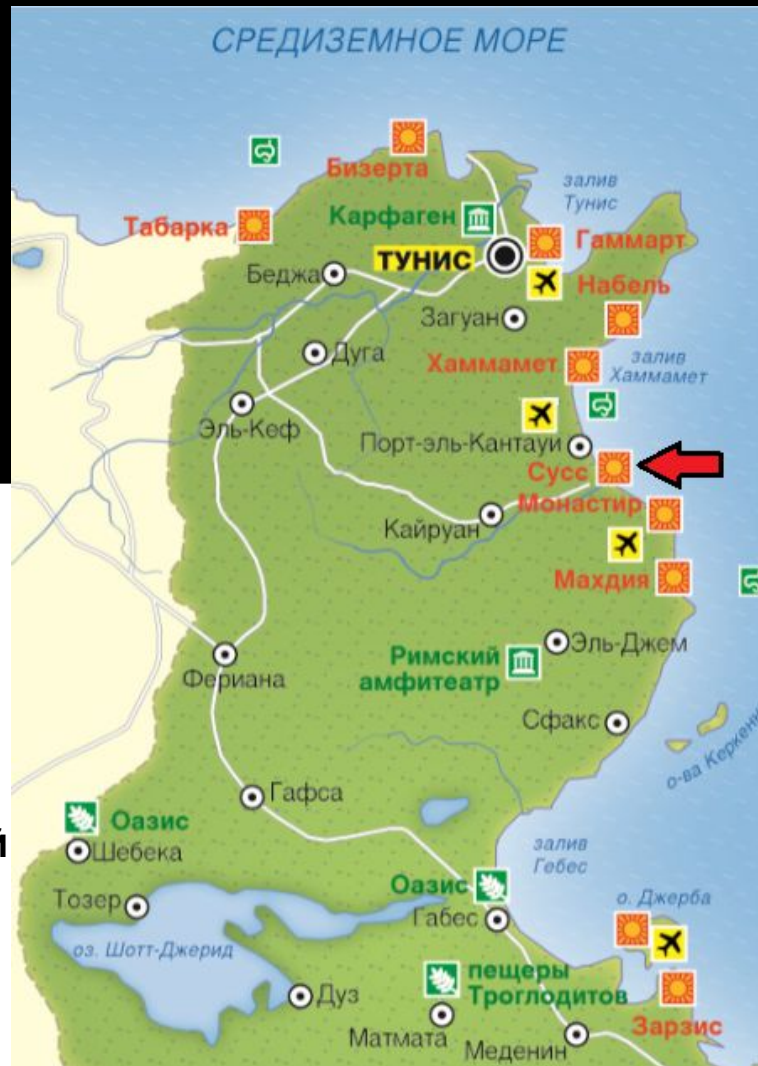 СРЕДИЗЕМНОЕ МОРЕ
Бизерта
залив
Тунис
Табарка
Карфаген
Гаммарт
ТУНИС
Беджа
Набель
Загуан
Дуга
Хаммамет
залив
Хаммамет
Эль-Кеф
Порт-эль-Кантауи
Сусс
Монастир
Кайруан
Махдия
Эль-Джем
Римский
амфитеатр
Фериана
Сфакс
о-ва Керкени
Гафса
Оазис
й
Шебека
залив
Гебес
Оазис
Тозер
о. Джерба
Габес
оз. Шотт-Джерид
пещеры
Троглодитов
Дуз
Матмата
Зарзис
Меденин